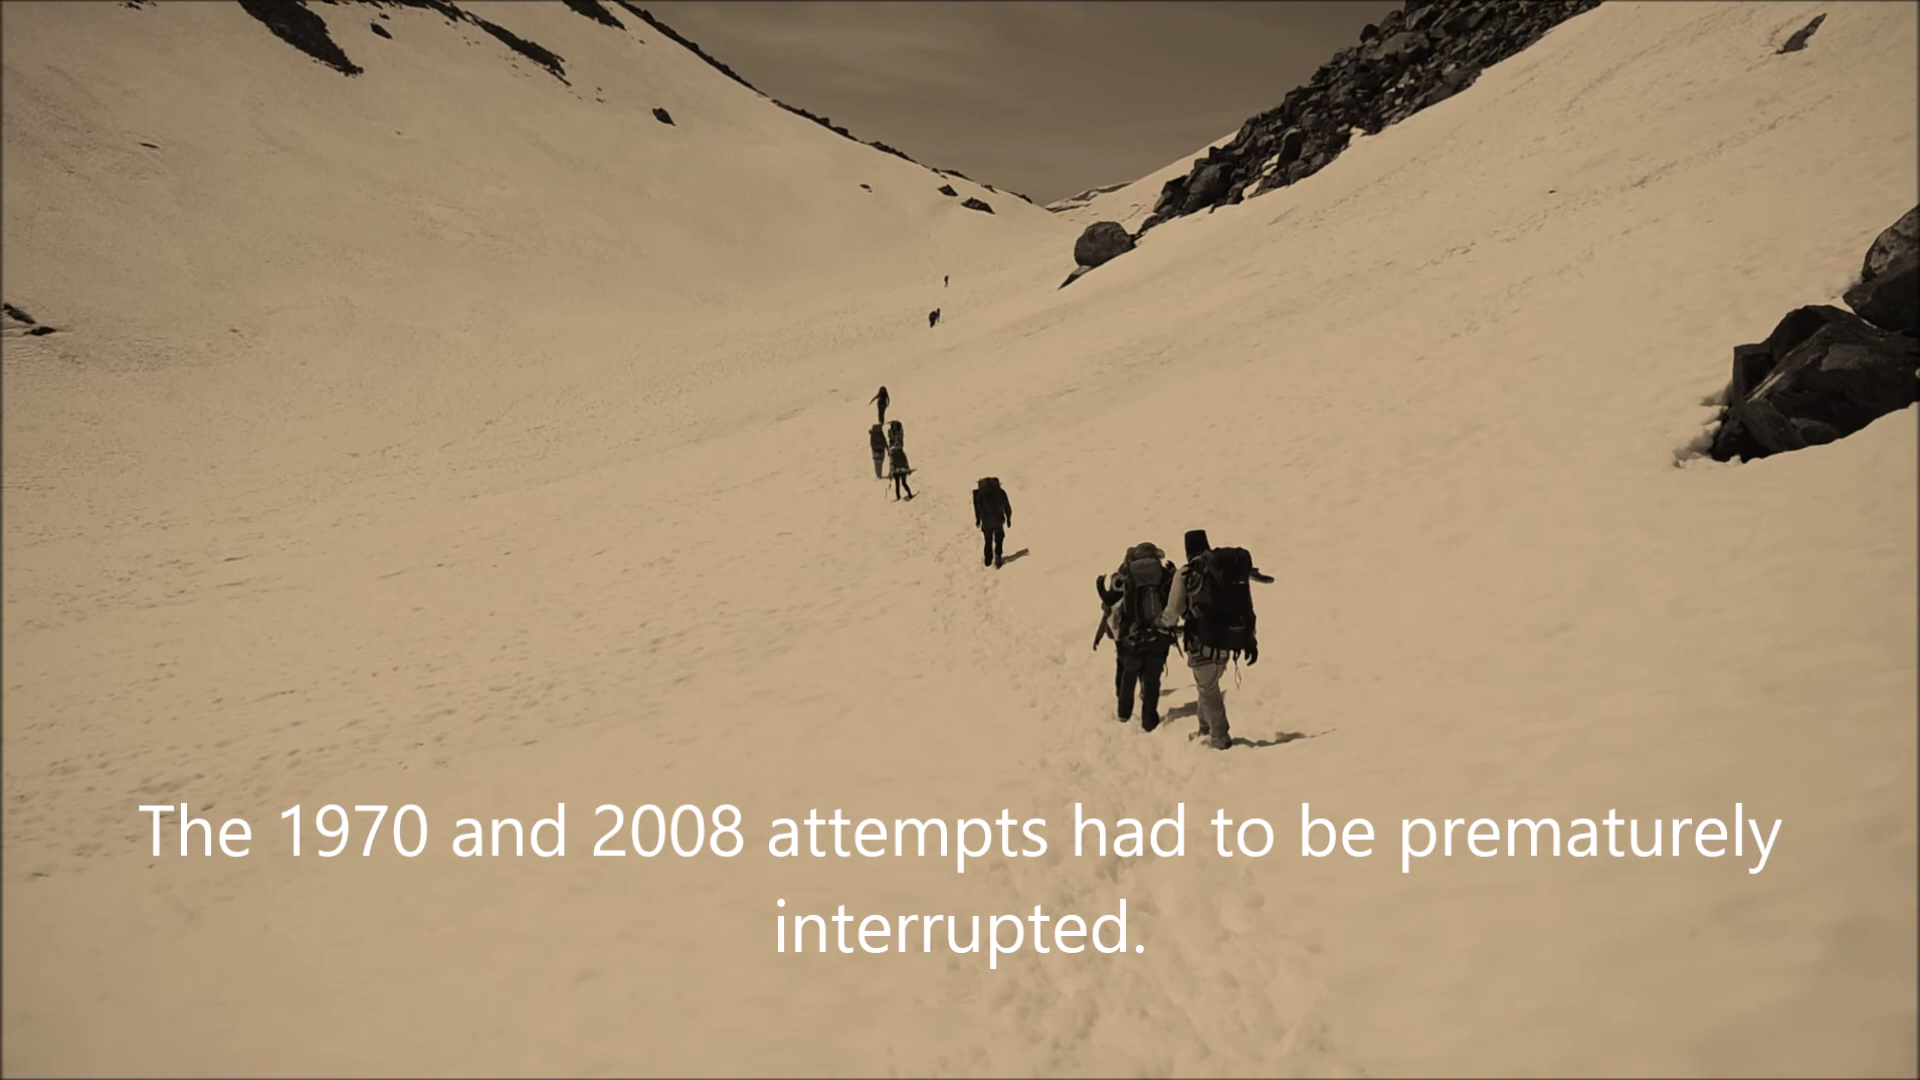 The 1970 and 2008 attempts had to be prematurely
interrupted.